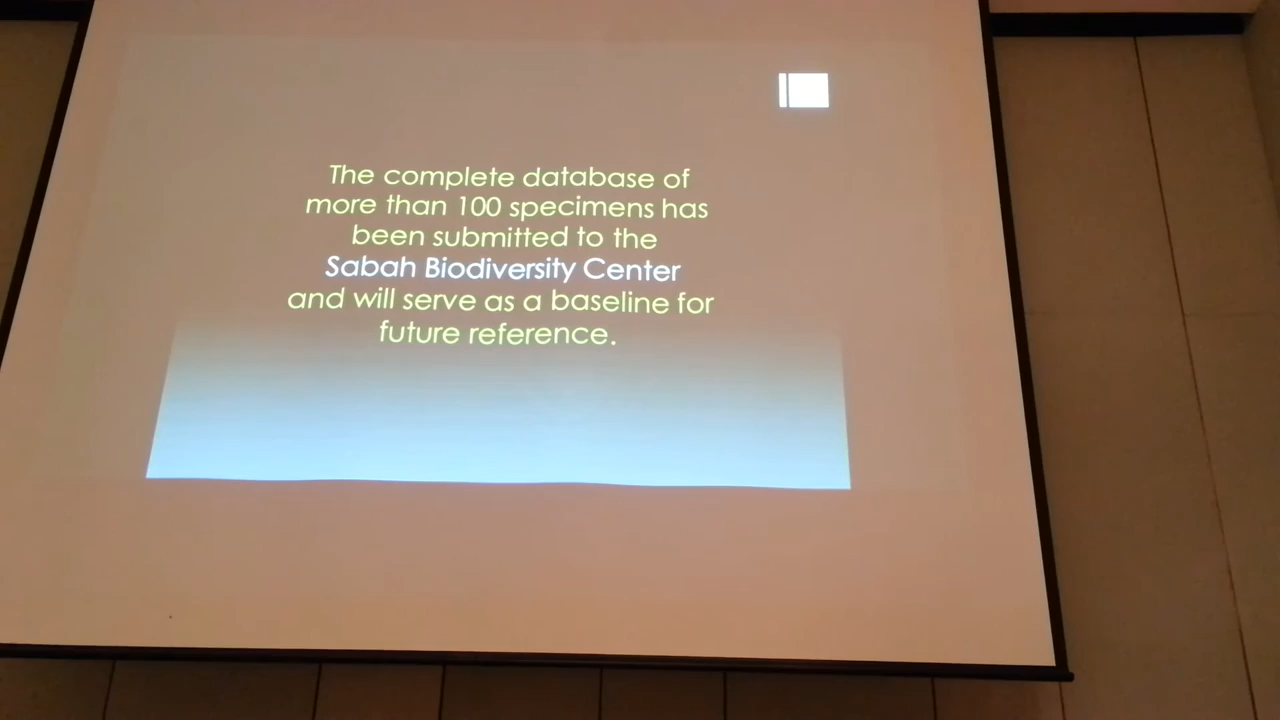 The complete database of
more than 100 specimens has
been submitted to the
Sabah Biodiversity Center
and will serve as a baseline for
future reference.